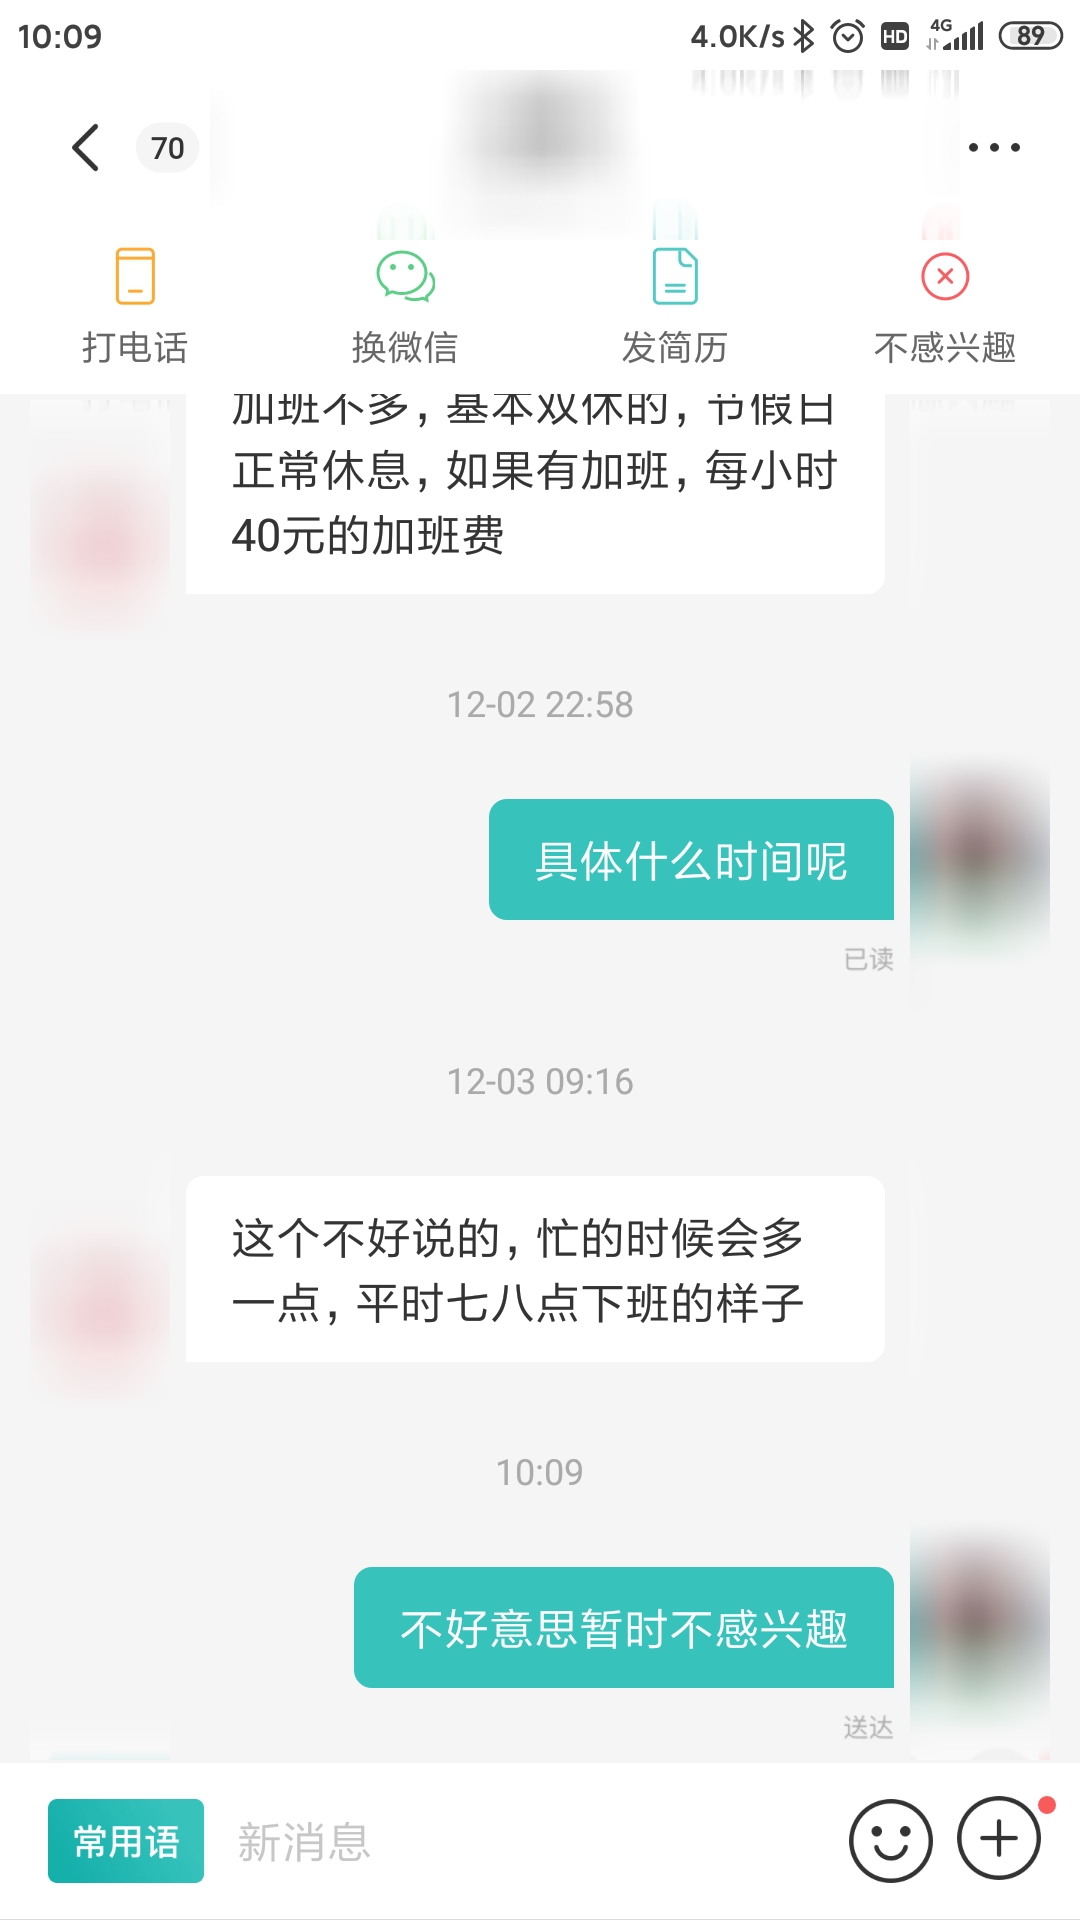 10:09
4.0K/s HD 4G 89
70
打电话 换微信 发简历 不感兴趣
加班不多，基本双休的，节假日
正常休息，如果有加班，每小时
40元的加班费
12-02 22:58
具体什么时间呢
已读
12-03 09:16
这个不好说的，忙的时候会多
一点，平时七八点下班的样子
10:09
不好意思暂时不感兴趣
送达
常用语 新消息